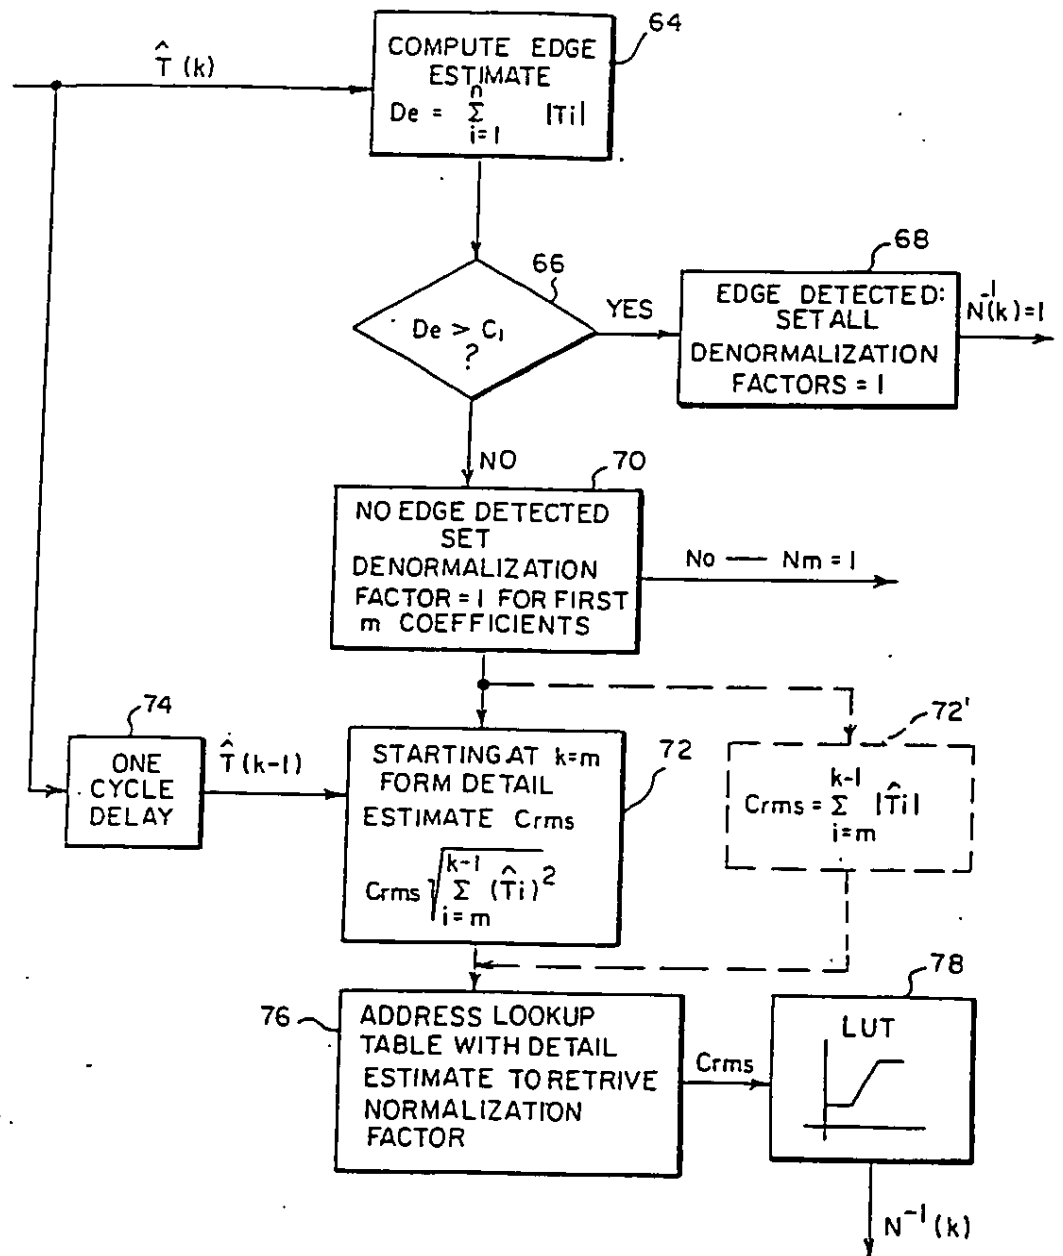 64
T̂ (k)
COMPUTE EDGE
ESTIMATE
De = n Σ i=1 |Ti|
66
De > C₁
?
YES
68
EDGE DETECTED:
SET ALL
DENORMALIZATION
FACTORS = 1
N⁻¹(k)=1
NO
70
NO EDGE DETECTED
SET
DENORMALIZATION
FACTOR = 1 FOR FIRST
m COEFFICIENTS
No — Nm = 1
74
ONE
CYCLE
DELAY
T̂ (k-1)
72
STARTING AT k=m
FORM DETAIL
ESTIMATE Crms
Crms √ k-1 Σ i=m (T̂i)²
72'
Crms = k-1 Σ i=m |T̂i|
76
ADDRESS LOOKUP
TABLE WITH DETAIL
ESTIMATE TO RETRIVE
NORMALIZATION
FACTOR
Crms
78
LUT
N⁻¹(k)